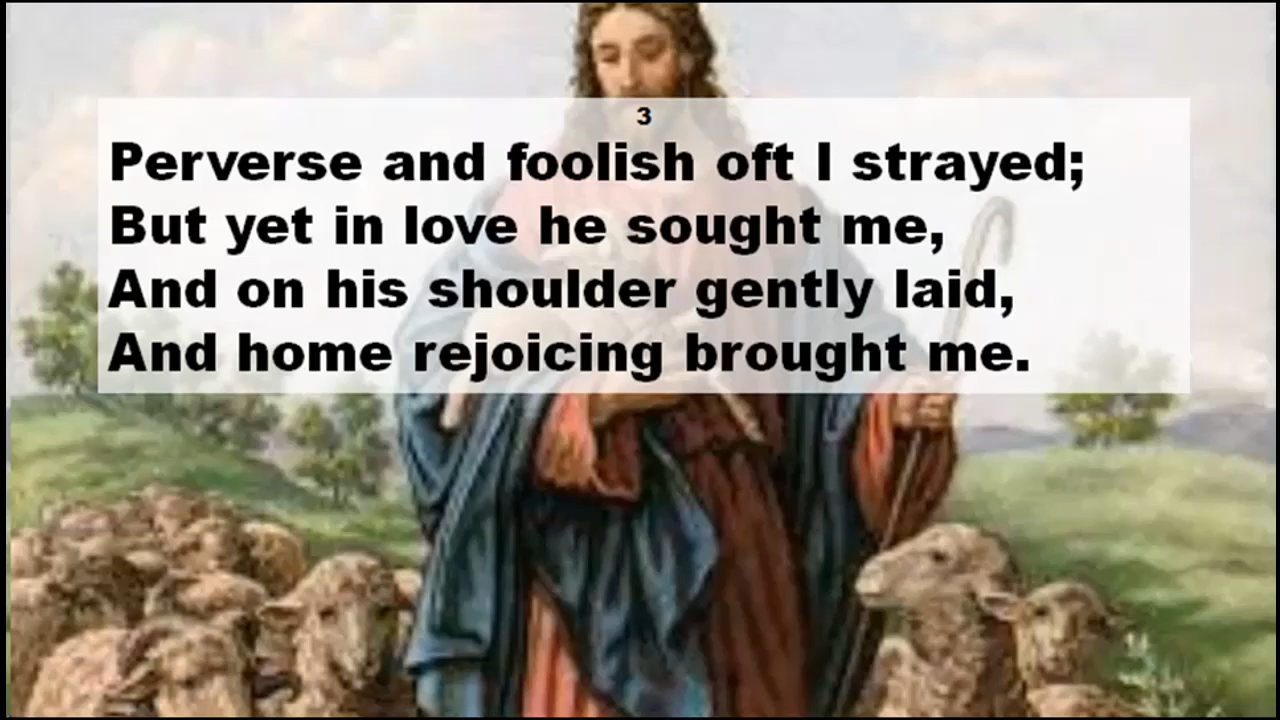 3
Perverse and foolish oft I strayed;
But yet in love he sought me,
And on his shoulder gently laid,
And home rejoicing brought me.